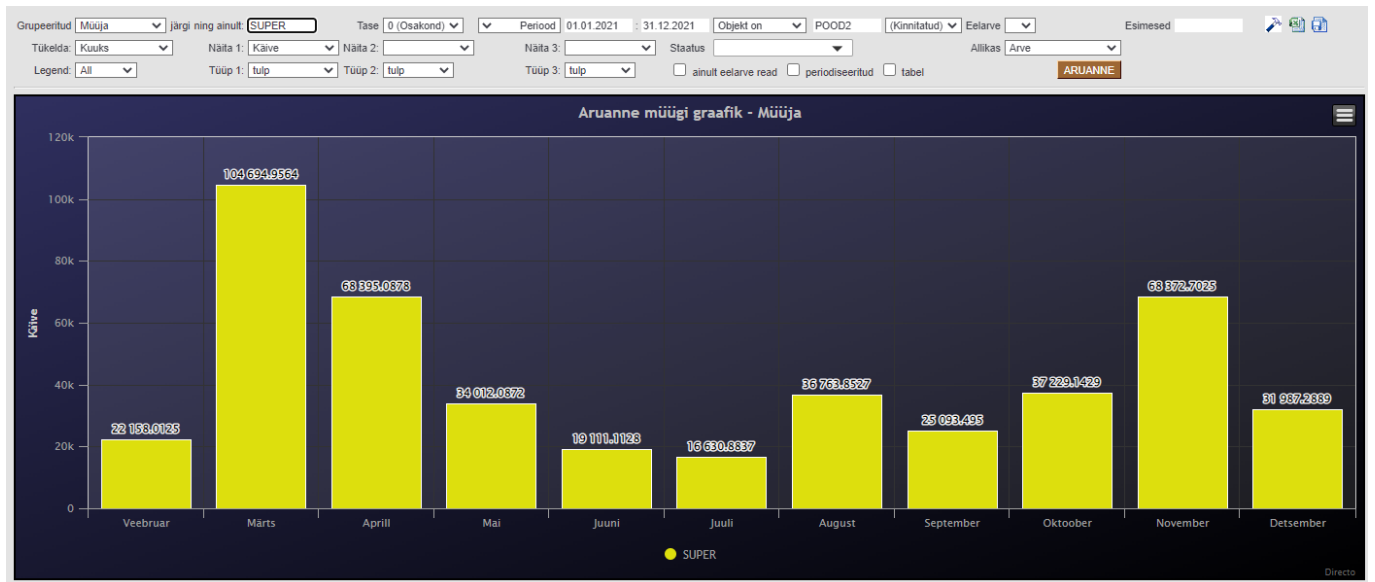 Grupeeritud Müüja järgi ning ainult: SUPER Tase 0 (Osakond) Periood 01.01.2021 : 31.12.2021 Objekt on POOD2 (Kinnitatud) Eelarve Esimesed
Tükelda: Kuuks Näita 1: Käive Näita 2: Näita 3: Staatus Allikas Arve
Legend: All Tüüp 1: tulp Tüüp 2: tulp Tüüp 3: tulp ainult eelarve read periodiseeritud tabel ARUANNE
Aruanne müügi graafik - Müüja
Käive
120k
100k
80k
60k
40k
20k
0
22 158.0125
104 694.9564
68 395.0878
34 012.0872
19 111.1128
16 630.8837
36 763.8527
25 093.495
37 229.1429
68 372.7025
31 987.2889
Veebruar Märts Aprill Mai Juuni Juuli August September Oktoober November Detsember
SUPER
Directo